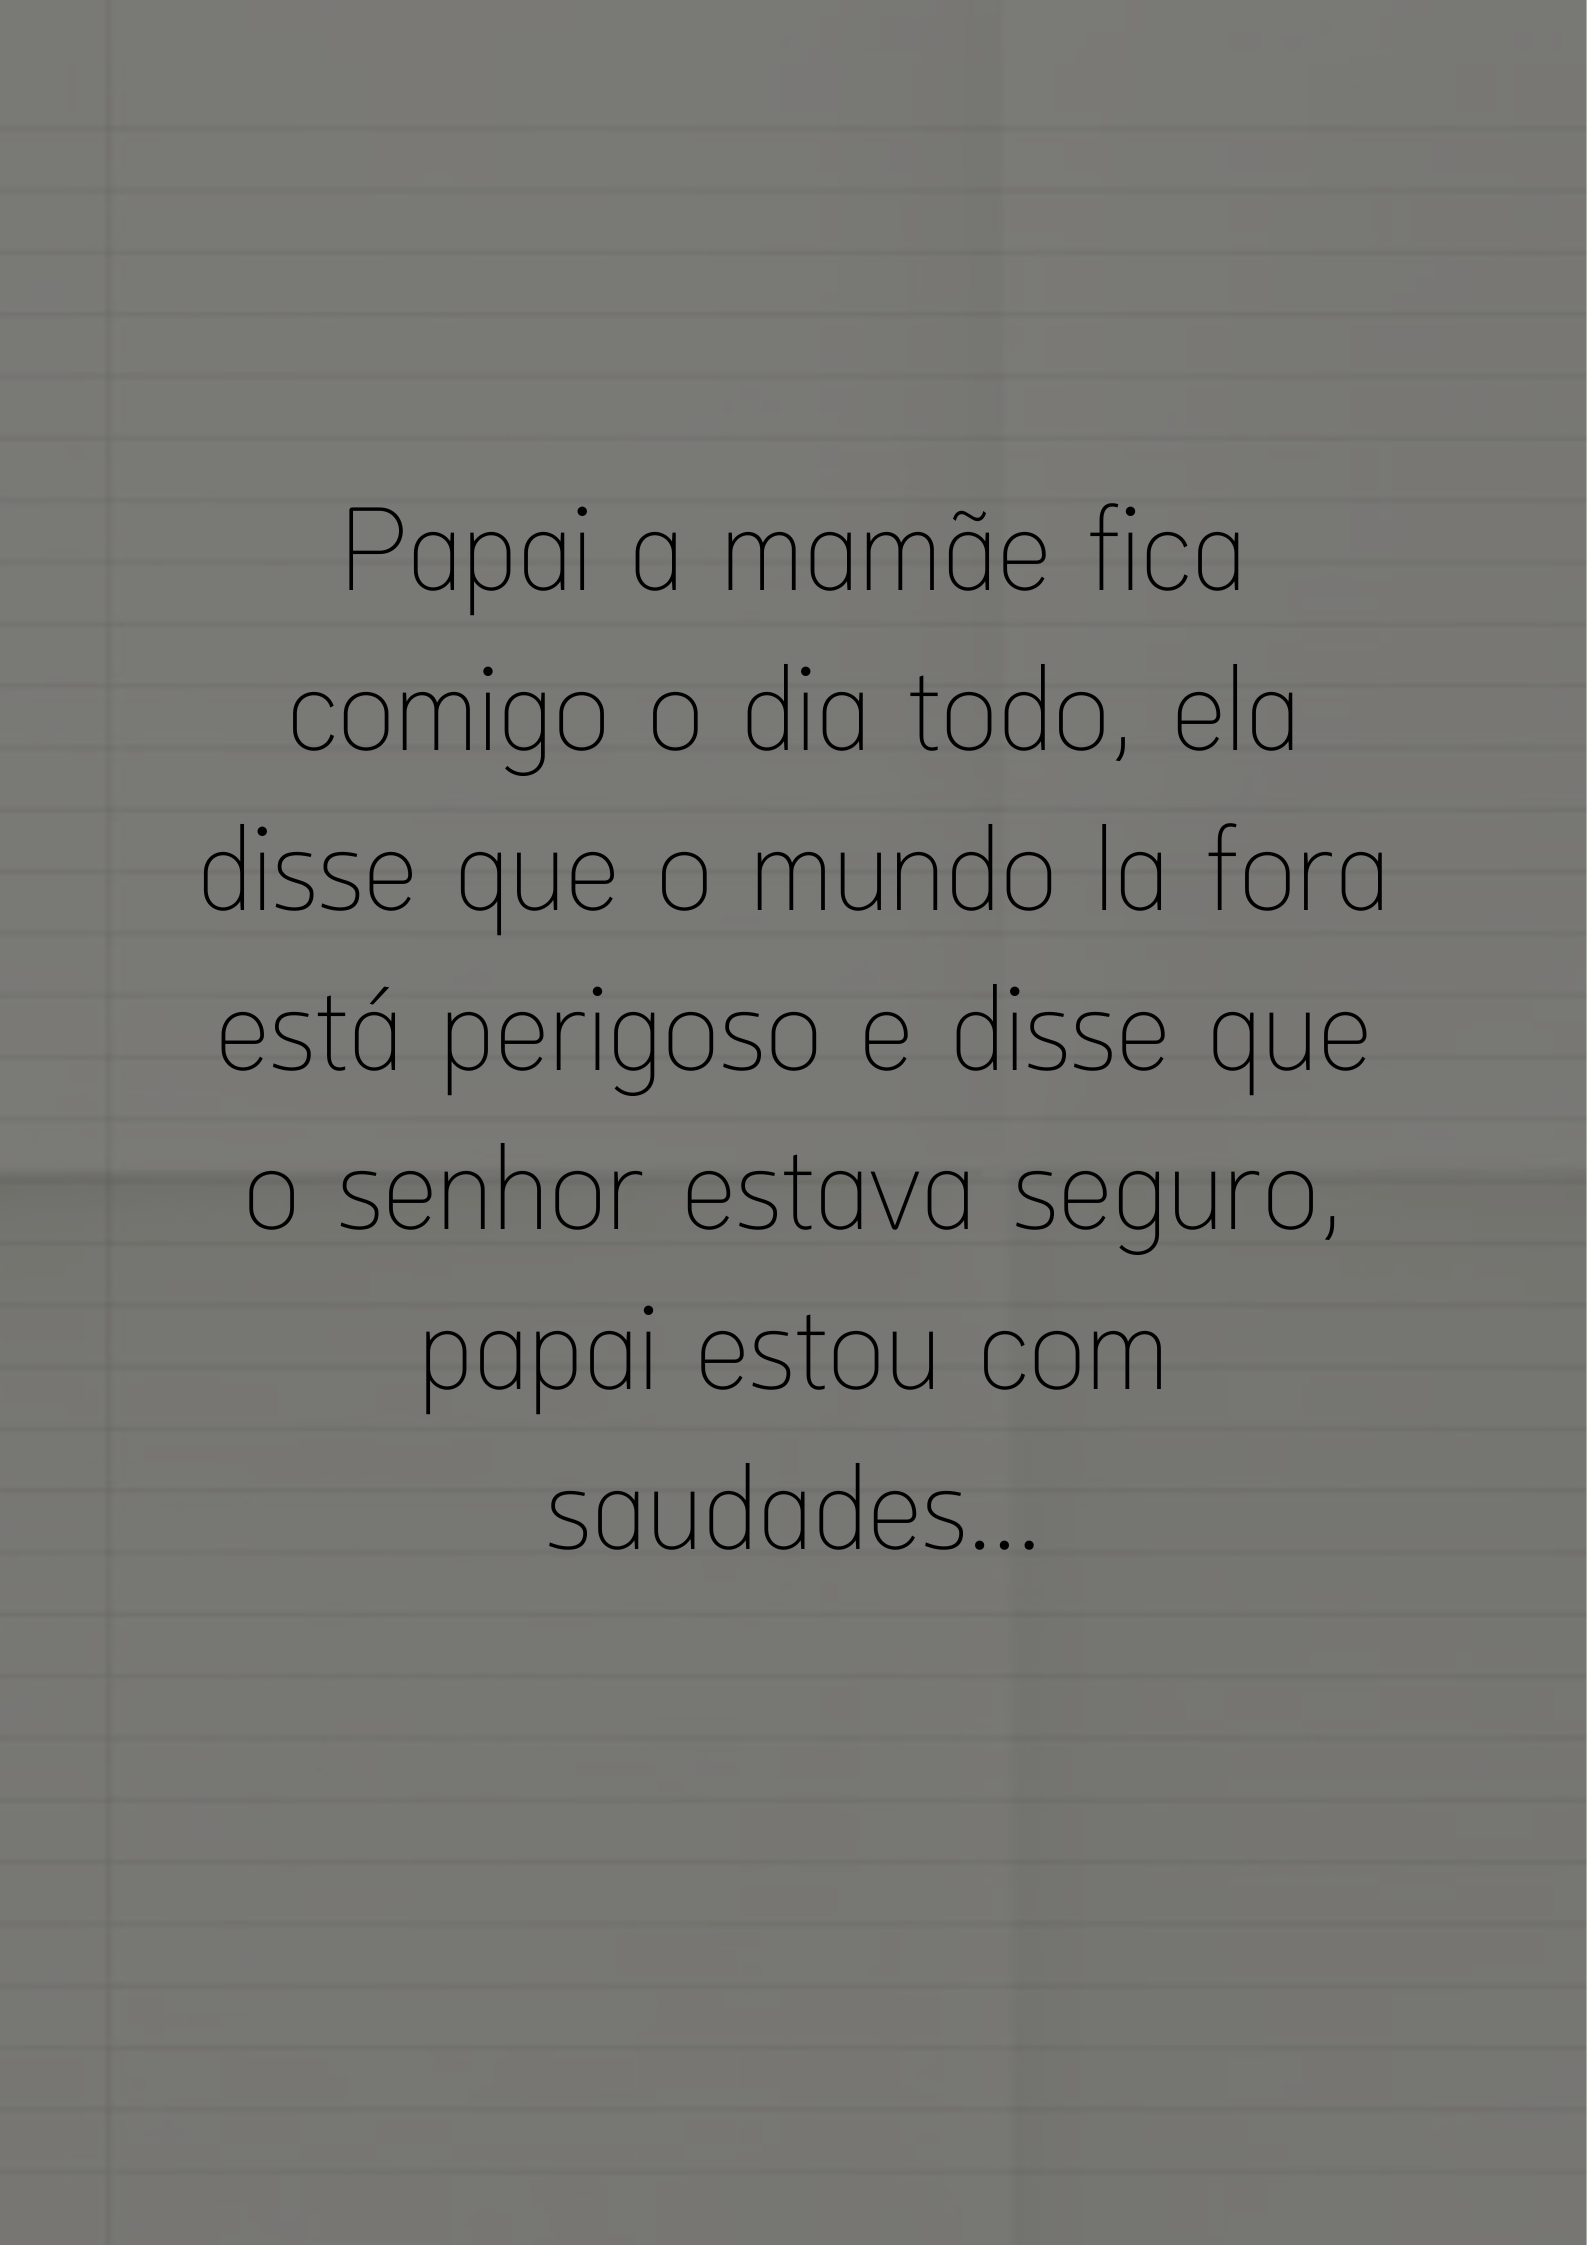 Papai a mamãe fica
comigo o dia todo, ela
disse que o mundo la fora
está perigoso e disse que
o senhor estava seguro,
papai estou com
saudades...